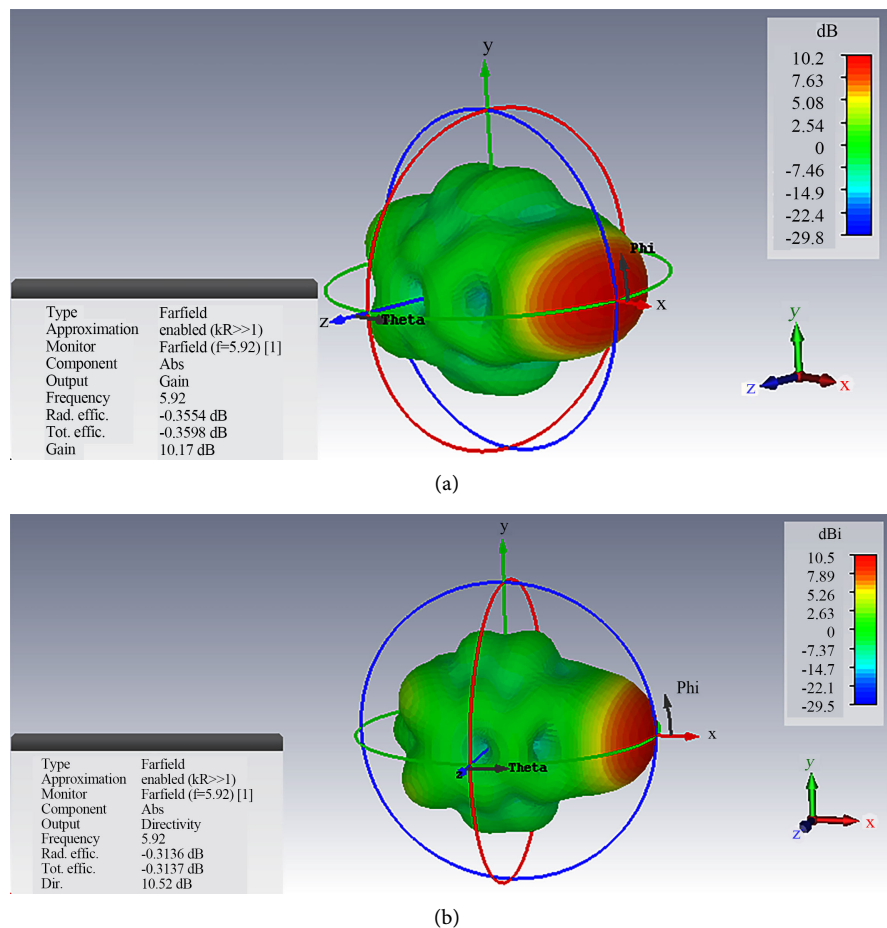 dB
10.2
7.63
5.08
2.54
0
-7.46
-14.9
-22.4
-29.8
y
Phi
x
z
Theta
y
z
x
Type Farfield
Approximation enabled (kR>>1)
Monitor Farfield (f=5.92) [1]
Component Abs
Output Gain
Frequency 5.92
Rad. effic. -0.3554 dB
Tot. effic. -0.3598 dB
Gain 10.17 dB
(a)
dBi
10.5
7.89
5.26
2.63
0
-7.37
-14.7
-22.1
-29.5
y
Phi
x
z
Theta
y
x
z
Type Farfield
Approximation enabled (kR>>1)
Monitor Farfield (f=5.92) [1]
Component Abs
Output Directivity
Frequency 5.92
Rad. effic. -0.3136 dB
Tot. effic. -0.3137 dB
Dir. 10.52 dB
(b)